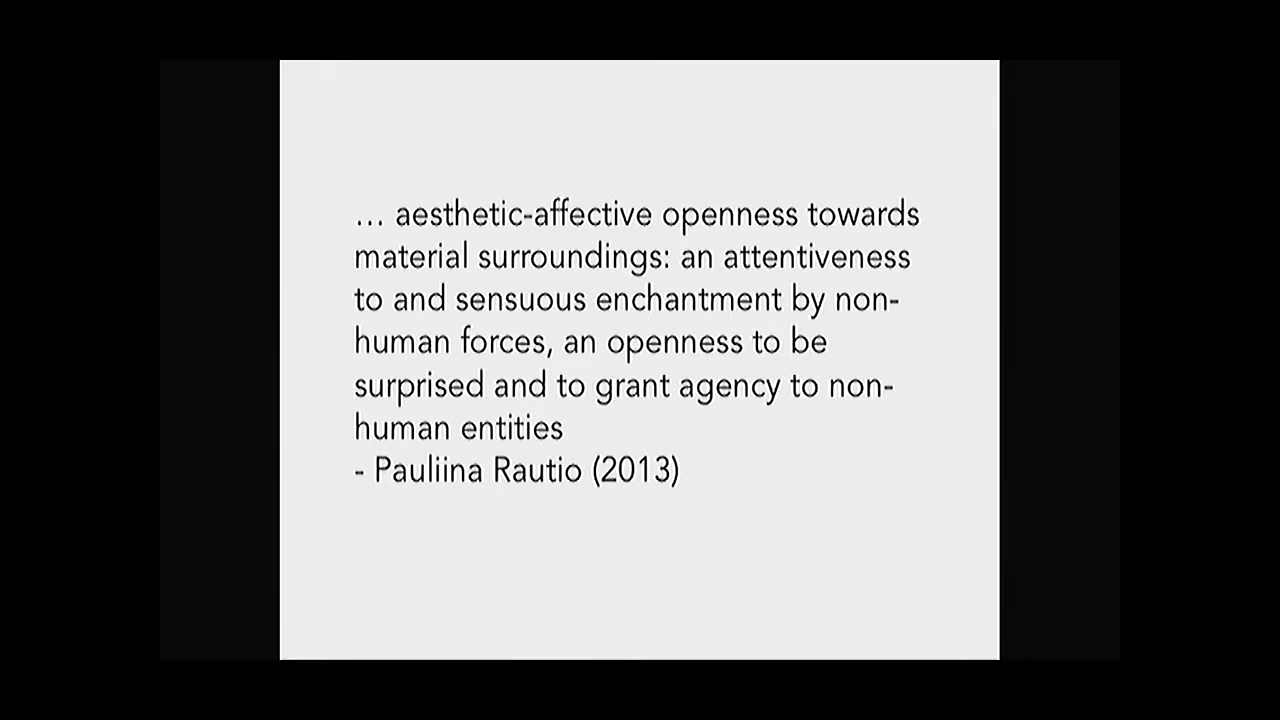 … aesthetic-affective openness towards
material surroundings: an attentiveness
to and sensuous enchantment by non-
human forces, an openness to be
surprised and to grant agency to non-
human entities
- Pauliina Rautio (2013)